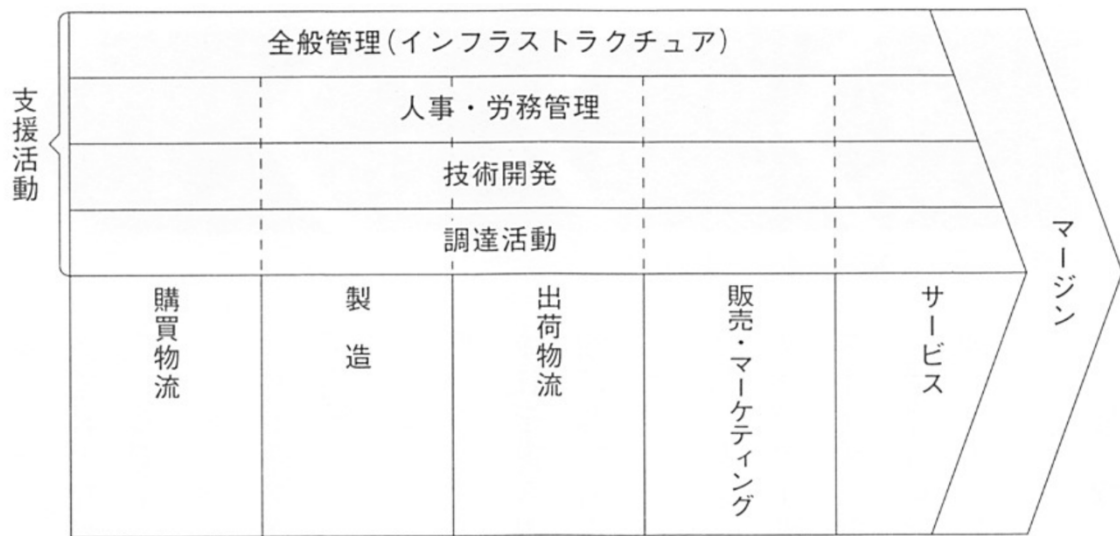 支援活動
全般管理(インフラストラクチュア)
人事・労務管理
技術開発
調達活動
購買物流
製造
出荷物流
販売・マーケティング
サービス
マージン